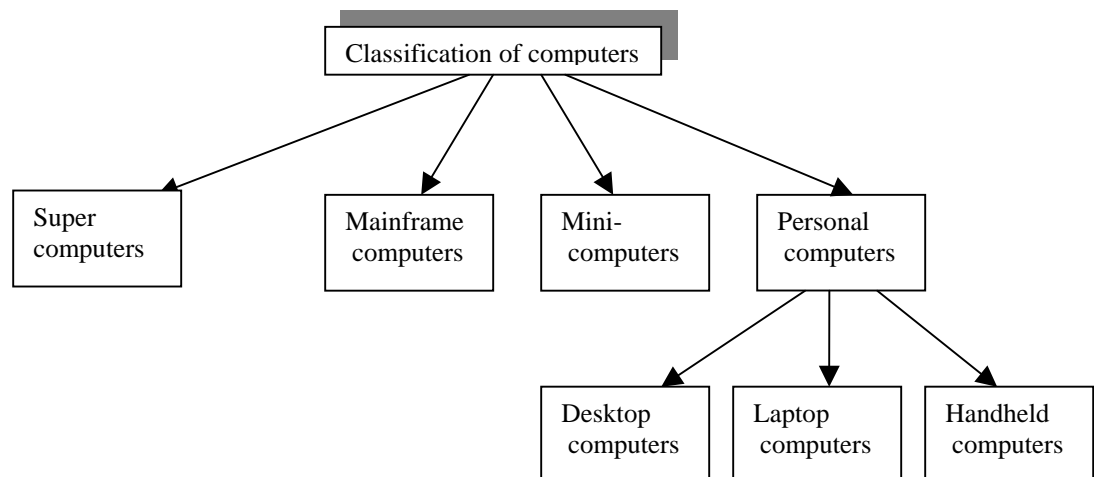 Classification of computers
Super
computers
Mainframe
computers
Mini-
computers
Personal
computers
Desktop
computers
Laptop
computers
Handheld
computers